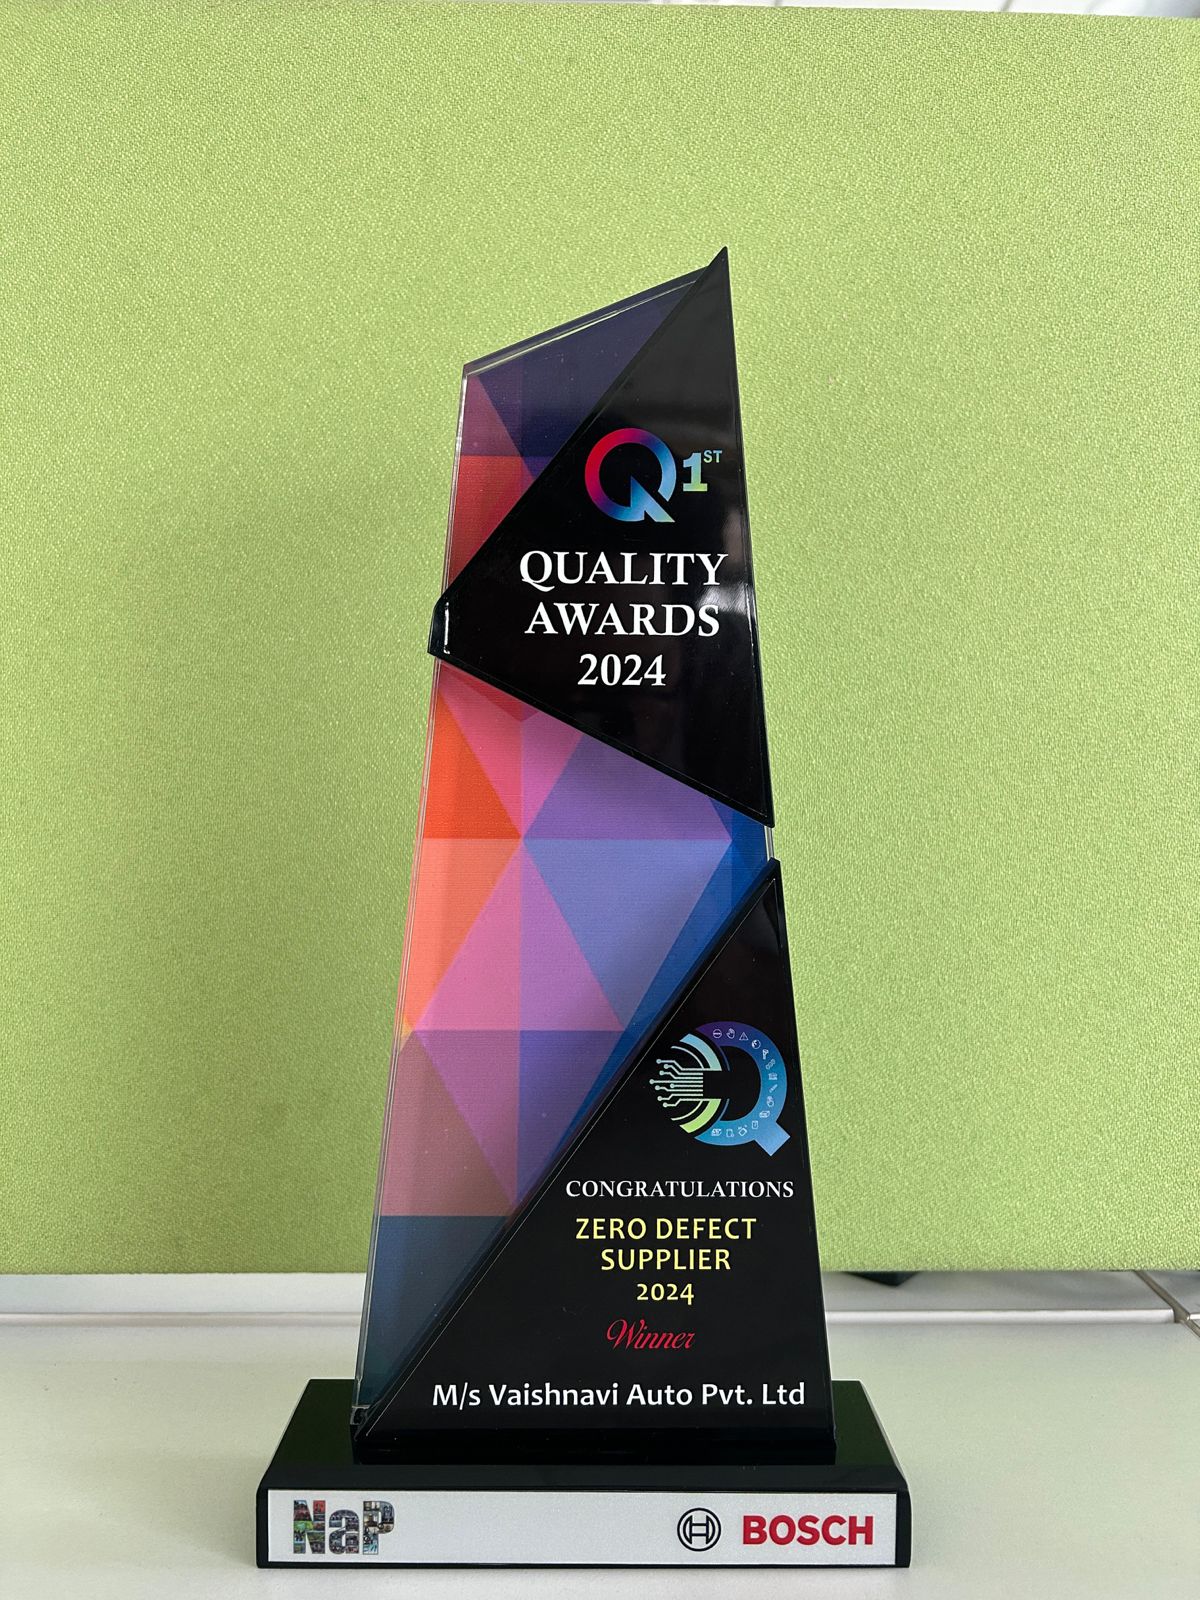 Q1ST
QUALITY
AWARDS
2024
Q
CONGRATULATIONS
ZERO DEFECT
SUPPLIER
2024
Winner
M/s Vaishnavi Auto Pvt. Ltd
NaP
BOSCH